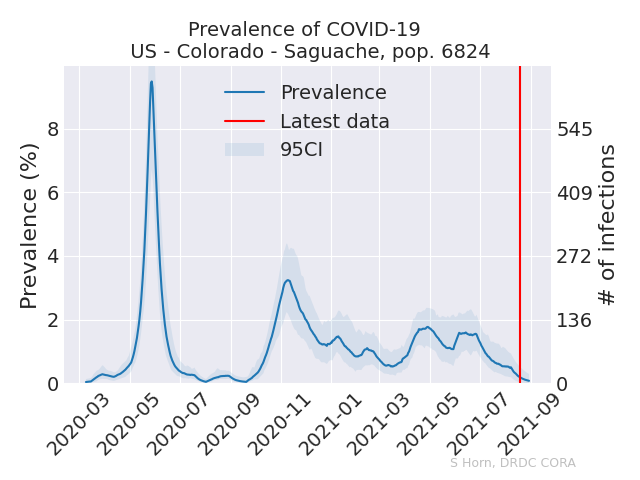 Prevalence of COVID-19
US - Colorado - Saguache, pop. 6824
Prevalence
Latest data
95CI
Prevalence (%)
8
6
4
2
0
545
409
272
136
0
# of infections
2020-03
2020-05
2020-07
2020-09
2020-11
2021-01
2021-03
2021-05
2021-07
2021-09
S Horn, DRDC CORA